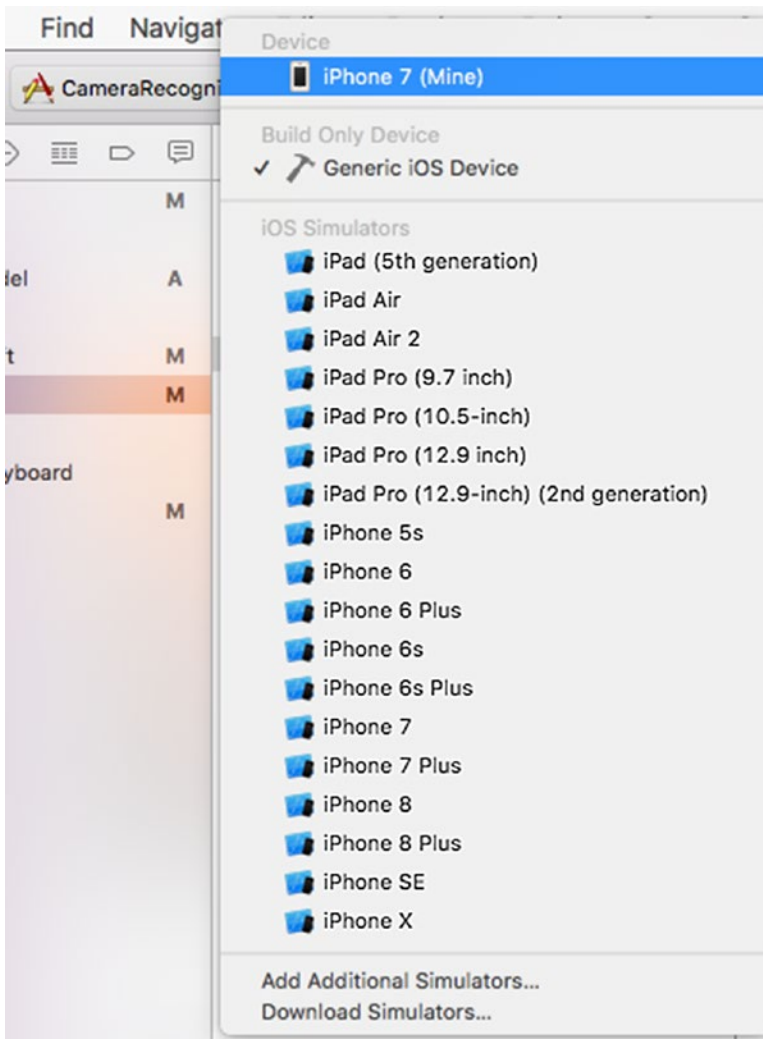 Find Navigat
Device
CameraRecogni
iPhone 7 (Mine)
Build Only Device
✓ Generic iOS Device
M
iOS Simulators
iPad (5th generation)
del
A
iPad Air
iPad Air 2
't
M
iPad Pro (9.7 inch)
M
iPad Pro (10.5-inch)
iPad Pro (12.9 inch)
yboard
iPad Pro (12.9-inch) (2nd generation)
M
iPhone 5s
iPhone 6
iPhone 6 Plus
iPhone 6s
iPhone 6s Plus
iPhone 7
iPhone 7 Plus
iPhone 8
iPhone 8 Plus
iPhone SE
iPhone X
Add Additional Simulators...
Download Simulators...